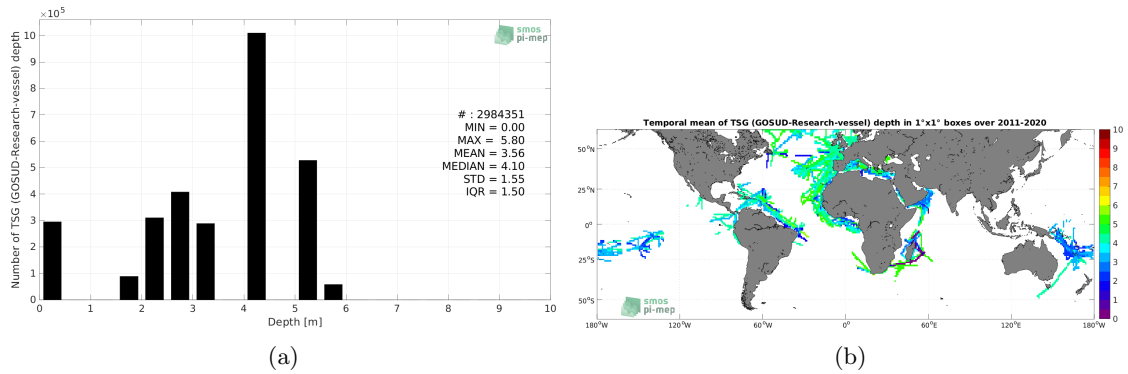 ×10⁵
smos
pi-mep
10
9
8
7
6
5
4
3
2
1
0
Number of TSG (GOSUD-Research-vessel) depth
# : 2984351
MIN = 0.00
MAX = 5.80
MEAN = 3.56
MEDIAN = 4.10
STD = 1.55
IQR = 1.50
0 1 2 3 4 5 6 7 8 9 10
Depth [m]
(a)
Temporal mean of TSG (GOSUD-Research-vessel) depth in 1°x1° boxes over 2011-2020
50°N
25°N
0°
25°S
50°S
smos
pi-mep
180°W 120°W 60°W 0° 60°E 120°E 180°W
10
9
8
7
6
5
4
3
2
1
0
(b)